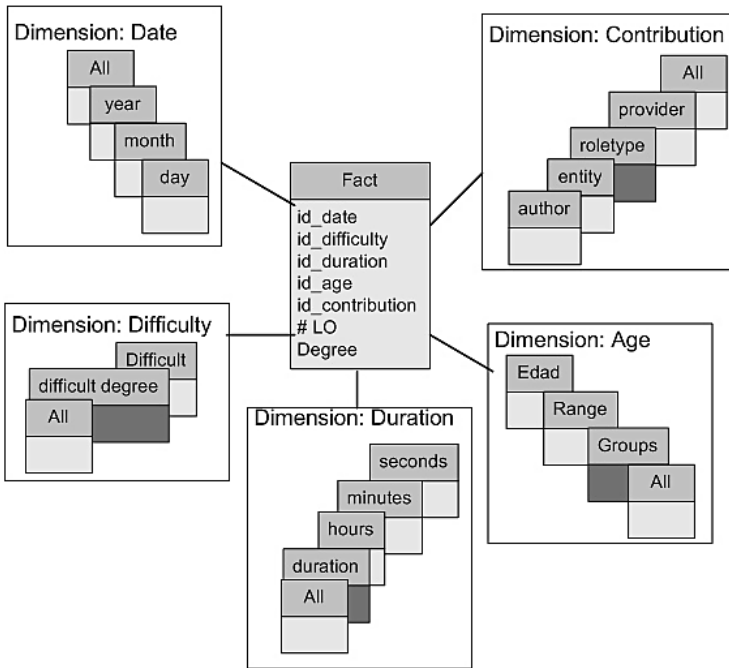 Dimension: Date
All
year
month
day
Dimension: Contribution
All
provider
roletype
entity
author
Fact
id_date
id_difficulty
id_duration
id_age
id_contribution
# LO
Degree
Dimension: Difficulty
Difficult
difficult degree
All
Dimension: Duration
seconds
minutes
hours
duration
All
Dimension: Age
Edad
Range
Groups
All